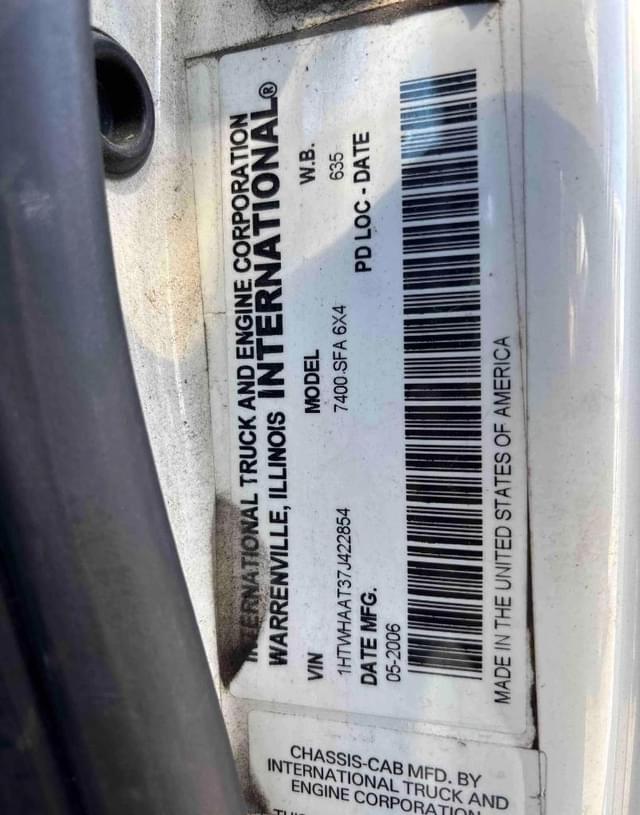 INTERNATIONAL TRUCK AND ENGINE CORPORATION
WARRENVILLE, ILLINOIS INTERNATIONAL®
VIN MODEL W.B.
1HTWHAAT37J422854 7400 SFA 6X4 635
DATE MFG. PD LOC - DATE
05-2006
MADE IN THE UNITED STATES OF AMERICA
CHASSIS-CAB MFD. BY
INTERNATIONAL TRUCK AND
ENGINE CORPORATION